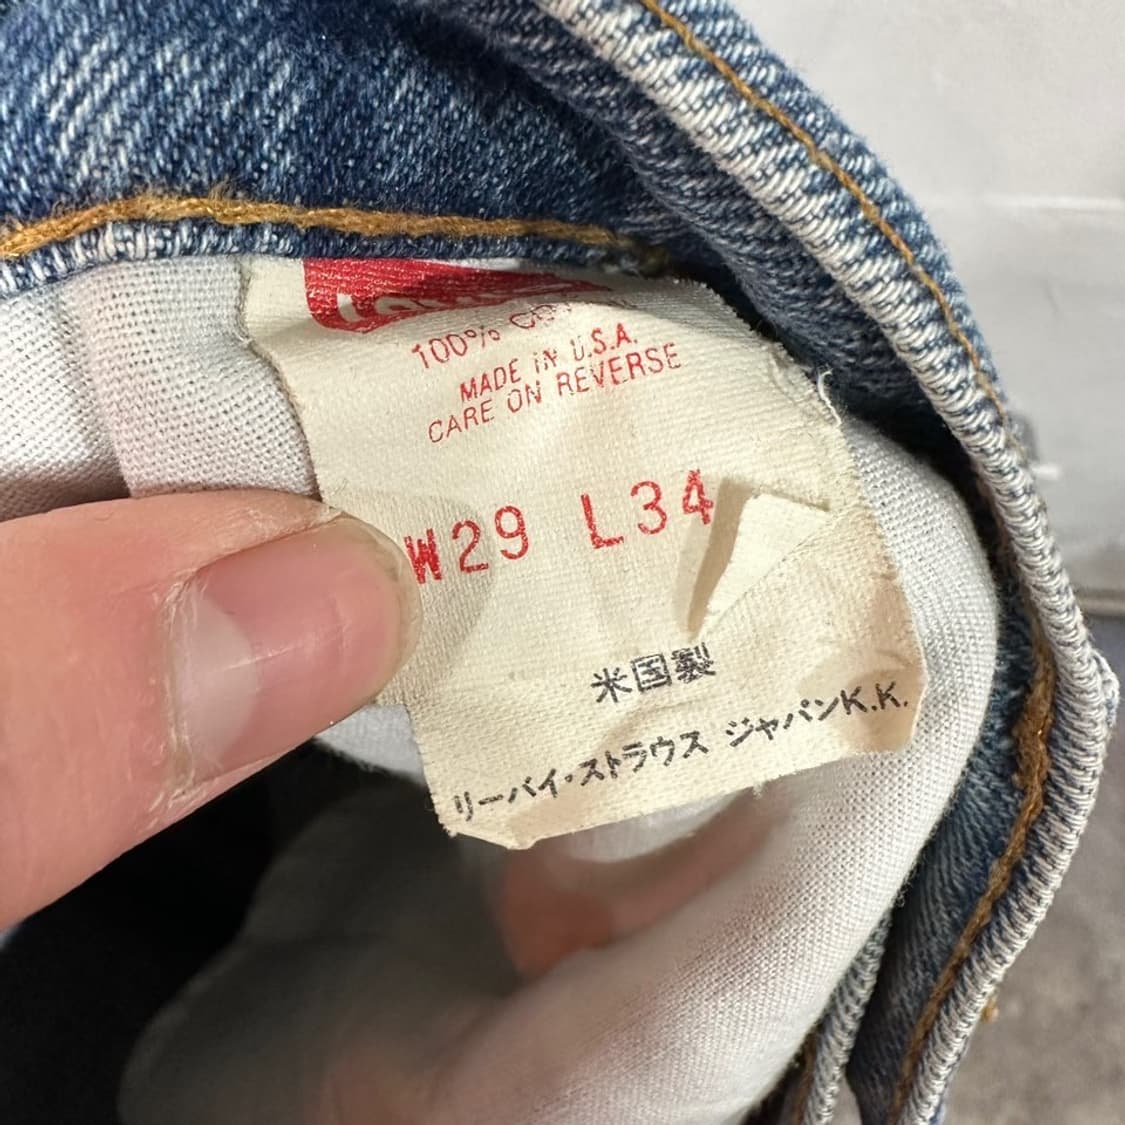 100%
MADE IN U.S.A.
CARE ON REVERSE
W29 L34
米国製
リーバイ・ストラウス ジャパンK.K.